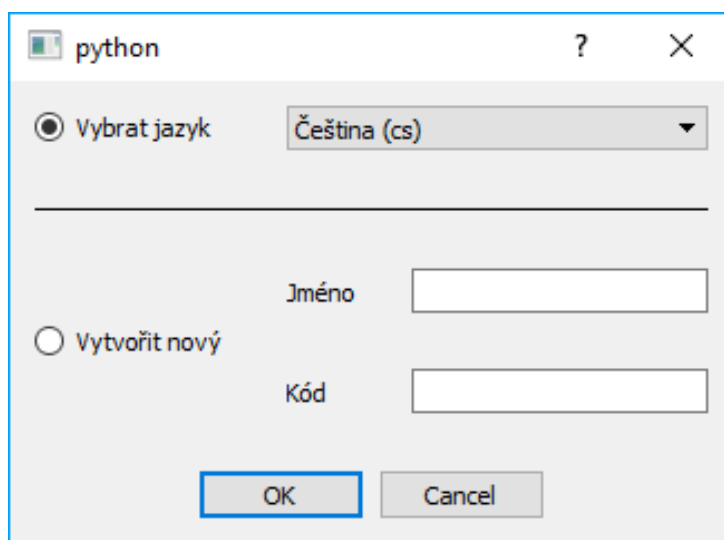 python
Vybrat jazyk Čeština (cs)
Jméno
Vytvořit nový
Kód
OK Cancel